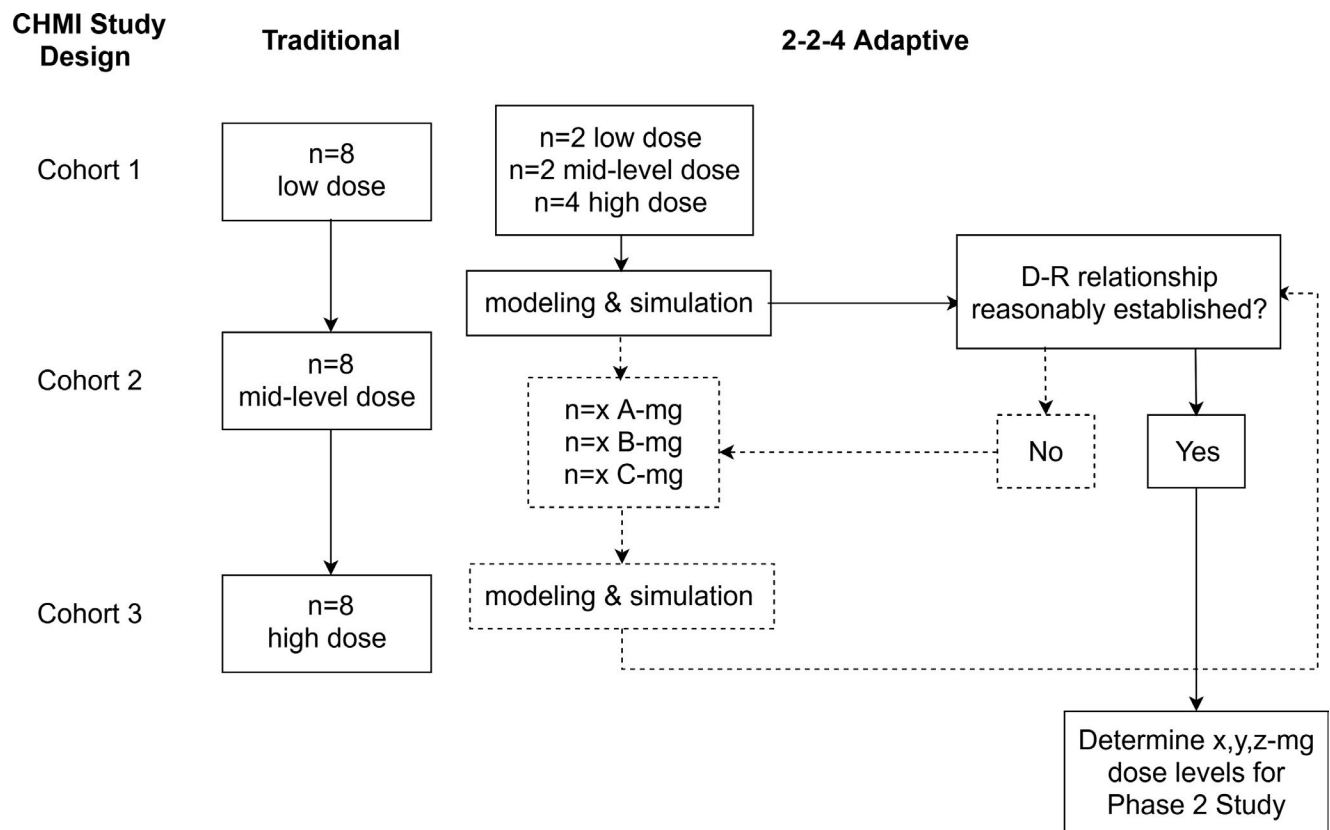 CHMI Study
Design
Traditional
2-2-4 Adaptive
Cohort 1
n=8
low dose
n=2 low dose
n=2 mid-level dose
n=4 high dose
modeling & simulation
D-R relationship
reasonably established?
Cohort 2
n=8
mid-level dose
n=x A-mg
n=x B-mg
n=x C-mg
No
Yes
Cohort 3
n=8
high dose
modeling & simulation
Determine x,y,z-mg
dose levels for
Phase 2 Study